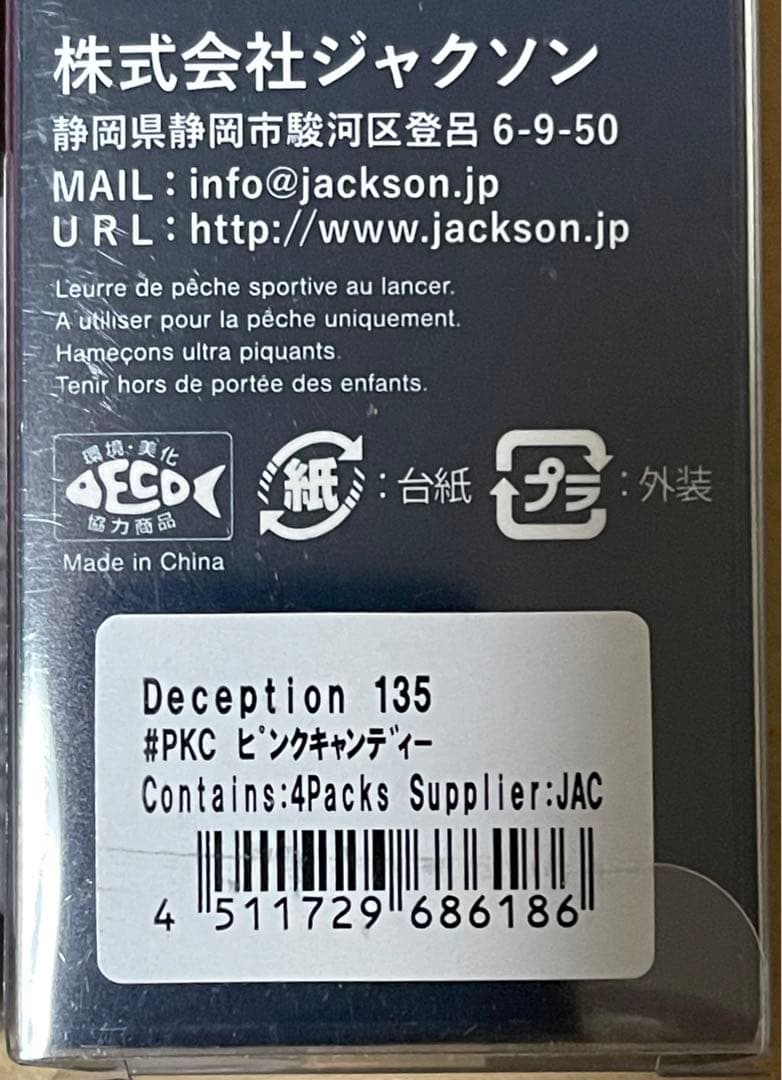 株式会社ジャクソン
静岡県静岡市駿河区登呂 6-9-50
MAIL：info@jackson.jp
URL：http://www.jackson.jp
Leurre de pêche sportive au lancer.
A utiliser pour la pêche uniquement.
Hameçons ultra piquants.
Tenir hors de portée des enfants.
環境・美化
ECO
協力商品
紙：台紙
プラ：外装
Made in China
Deception 135
#PKC ﾋﾟﾝｸｷｬﾝﾃﾞｨｰ
Contains:4Packs Supplier:JAC
4 511729 686186